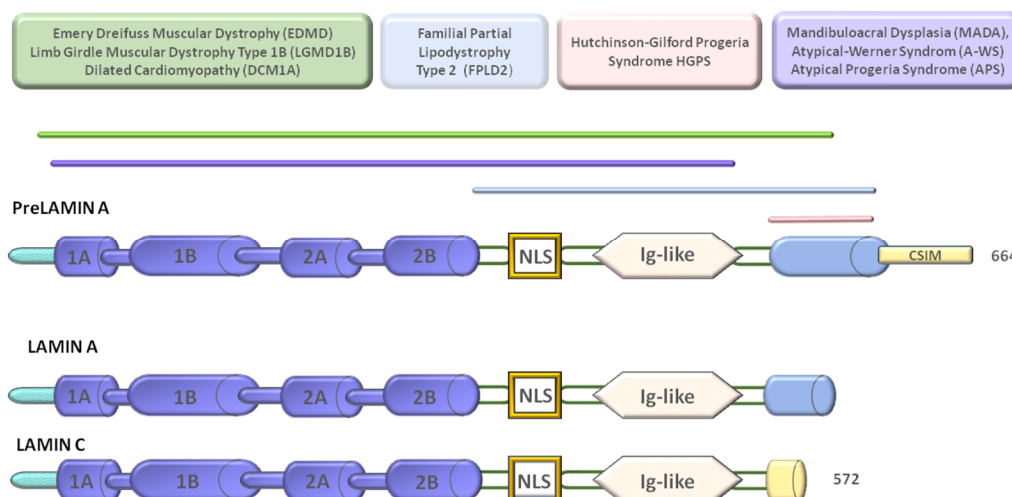 Emery Dreifuss Muscular Dystrophy (EDMD)
Limb Girdle Muscular Dystrophy Type 1B (LGMD1B)
Dilated Cardiomyopathy (DCM1A)
Familial Partial
Lipodystrophy
Type 2 (FPLD2)
Hutchinson-Gilford Progeria
Syndrome HGPS
Mandibuloacral Dysplasia (MADA),
Atypical-Werner Syndrom (A-WS)
Atypical Progeria Syndrome (APS)
PreLAMIN A
1A 1B 2A 2B NLS Ig-like CSIM 664
LAMIN A
1A 1B 2A 2B NLS Ig-like
LAMIN C
1A 1B 2A 2B NLS Ig-like 572